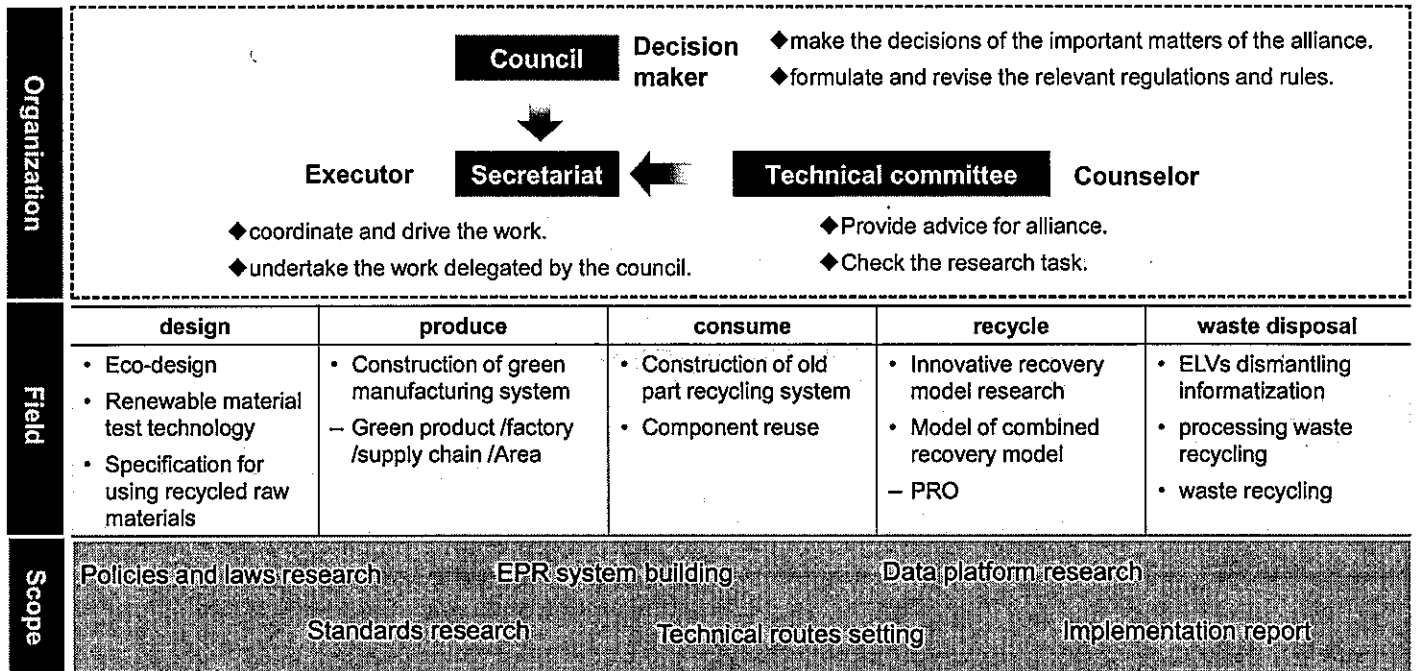 Organization
Council
Decision
maker
◆make the decisions of the important matters of the alliance.
◆formulate and revise the relevant regulations and rules.
Executor
Secretariat
Technical committee
Counselor
◆coordinate and drive the work.
◆undertake the work delegated by the council.
◆Provide advice for alliance.
◆Check the research task.
Field
design
• Eco-design
• Renewable material
test technology
• Specification for
using recycled raw
materials
produce
• Construction of green
manufacturing system
– Green product /factory
/supply chain /Area
consume
• Construction of old
part recycling system
• Component reuse
recycle
• Innovative recovery
model research
• Model of combined
recovery model
– PRO
waste disposal
• ELVs dismantling
informatization
• processing waste
recycling
• waste recycling
Scope
Policies and laws research
EPR system building
Data platform research
Standards research
Technical routes setting
Implementation report